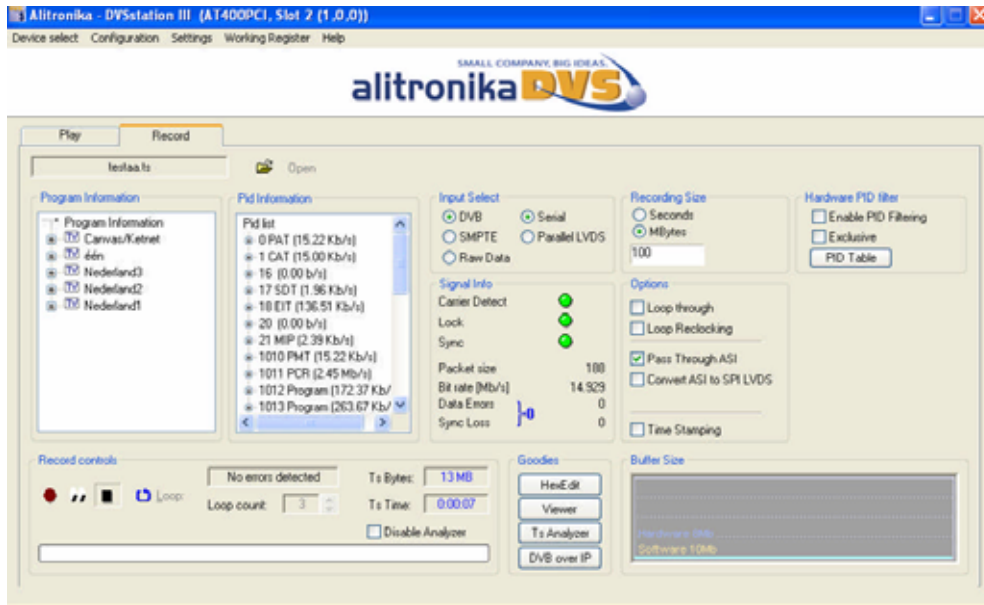 Alitronika - DVSstation III (AT400PCI, Slot 2 (1,0,0))
Device select Configuration Settings Working Register Help
SMALL COMPANY, BIG IDEAS.
alitronika DVS
Play Record
testaa.ts Open
Program Information
Program Information
Canvas/Ketnet
één
Nederland3
Nederland2
Nederland1
Pid Information
Pid list
0 PAT (15.22 Kb/s)
1 CAT (15.00 Kb/s)
16 (0.00 b/s)
17 SDT (1.96 Kb/s)
18 EIT (136.51 Kb/s)
20 (0.00 b/s)
21 MIP (2.39 Kb/s)
1010 PMT (15.22 Kb/s)
1011 PCR (2.45 Mb/s)
1012 Program (172.37 Kb/
1013 Program (263.67 Kb/
Input Select
DVB Serial
SMPTE Parallel LVDS
Raw Data
Signal Info
Carrier Detect
Lock
Sync
Packet size 188
Bit rate [Mb/s] 14.929
Data Errors 0
}-0
Sync Loss 0
Recording Size
Seconds
MBytes
100
Options
Loop through
Loop Reclocking
Pass Through ASI
Convert ASI to SPI LVDS
Time Stamping
Hardware PID filter
Enable PID Filtering
Exclusive
PID Table
Record controls
No errors detected Ts Bytes: 13 MB
Loop: Loop count: 3 Ts Time: 0:00:07
Disable Analyzer
Goodies
HexEdit
Viewer
Ts Analyzer
DVB over IP
Buffer Size
Hardware 8Mb
Software 10Mb